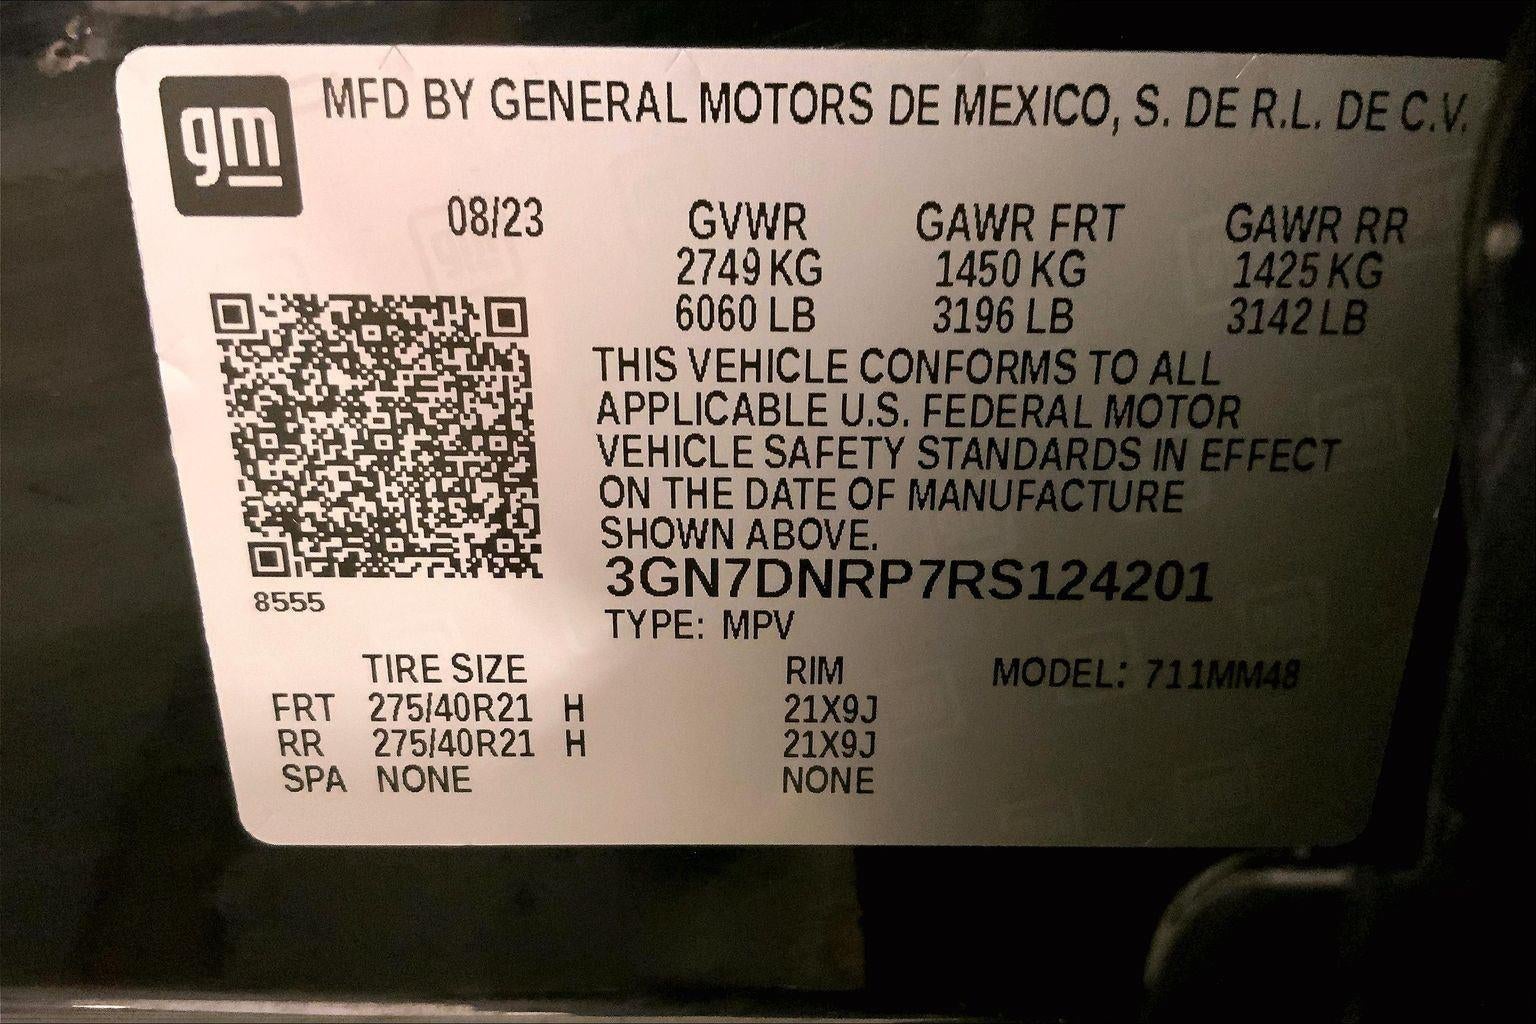 gm
MFD BY GENERAL MOTORS DE MEXICO, S. DE R.L. DE C.V.
08/23 GVWR GAWR FRT GAWR RR
2749 KG 1450 KG 1425 KG
6060 LB 3196 LB 3142 LB
THIS VEHICLE CONFORMS TO ALL
APPLICABLE U.S. FEDERAL MOTOR
VEHICLE SAFETY STANDARDS IN EFFECT
ON THE DATE OF MANUFACTURE
SHOWN ABOVE.
3GN7DNRP7RS124201
8555
TYPE: MPV
TIRE SIZE RIM MODEL: 711MM48
FRT 275/40R21 H 21X9J
RR 275/40R21 H 21X9J
SPA NONE NONE